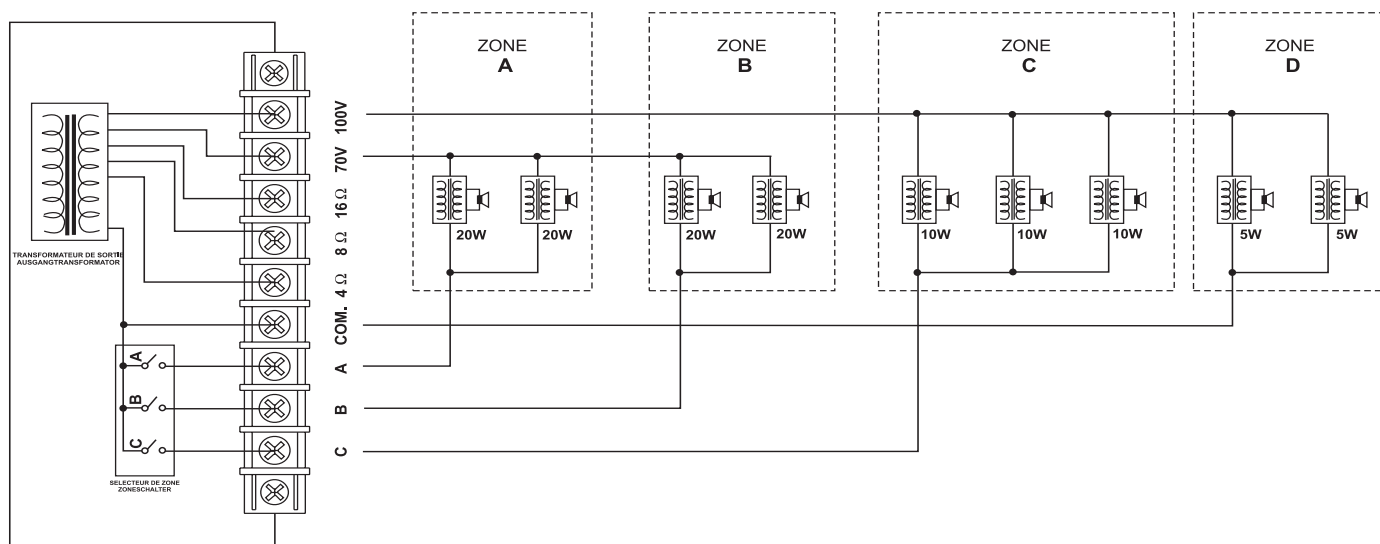 ZONE
A
ZONE
B
ZONE
C
ZONE
D
100V
70V
16 Ω
8 Ω
4 Ω
COM.
A
B
C
20W
20W
20W
20W
10W
10W
10W
5W
5W
TRANSFORMATEUR DE SORTIE
AUSGANGTRANSFORMATOR
A
B
C
SELECTEUR DE ZONE
ZONESCHALTER